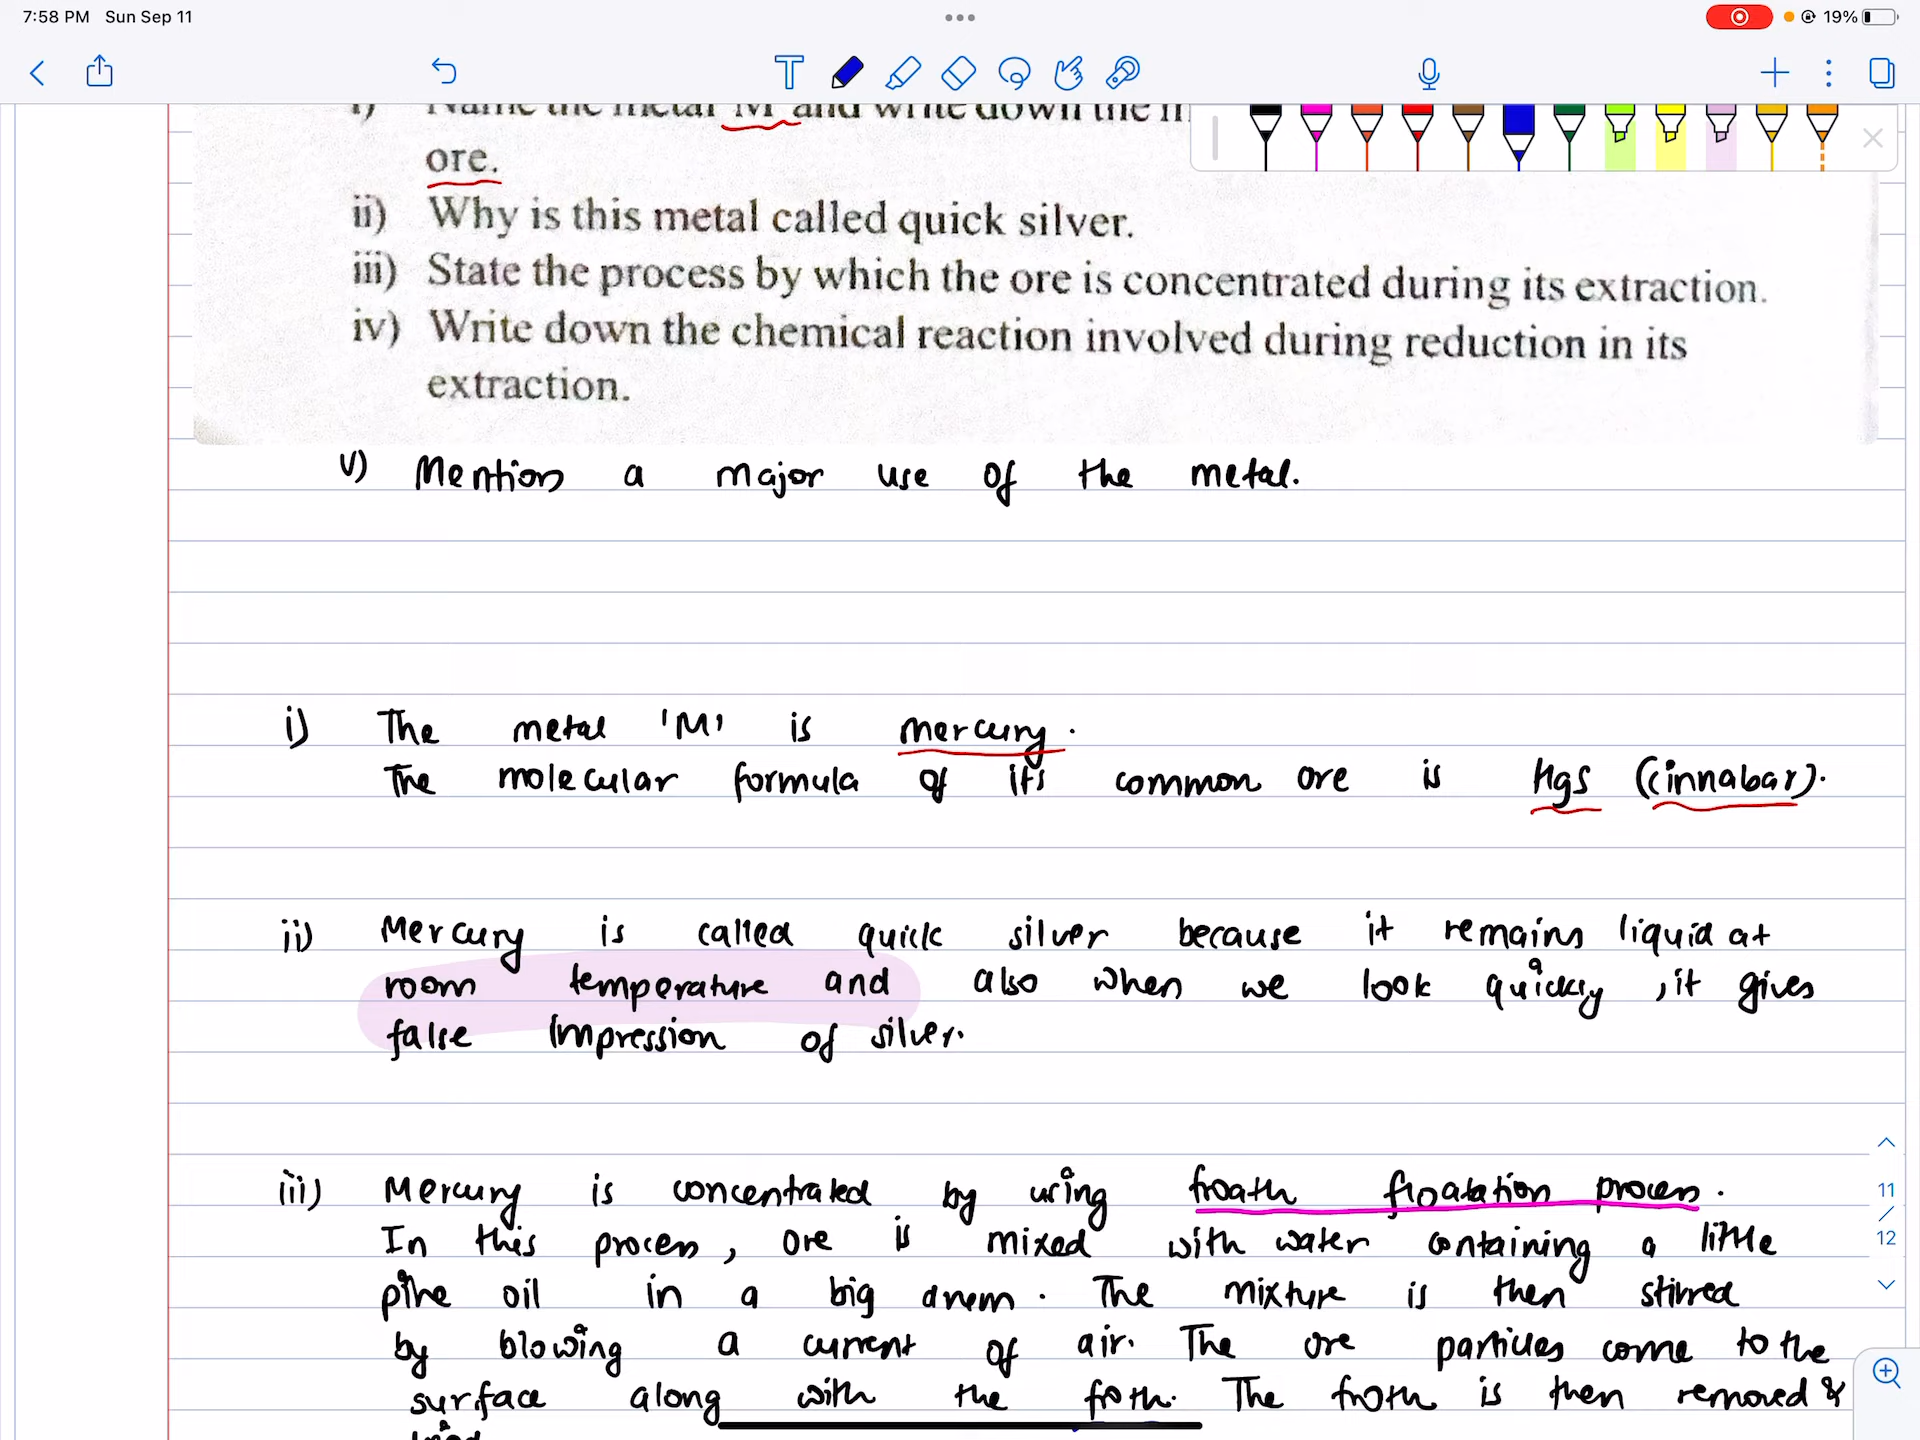 7:58 PM Sun Sep 11
19%
i) Name the metal M and write down the
ore.
ii) Why is this metal called quick silver.
iii) State the process by which the ore is concentrated during its extraction.
iv) Write down the chemical reaction involved during reduction in its
extraction.
v) Mention a major use of the metal.
i) The metal 'M' is mercury.
The molecular formula of its common ore is HgS (Cinnabar).
ii) Mercury is called quick silver because it remains liquid at
room temperature and also when we look quickly, it gives
false Impression of silver.
iii) Mercury is concentrated by using froath floatation process.
In this process, ore is mixed with water containing a little
pine oil in a big drum. The mixture is then stirred
by blowing a current of air. The ore particles come to the
surface along with the froth. The froth is then removed &
11
/
12